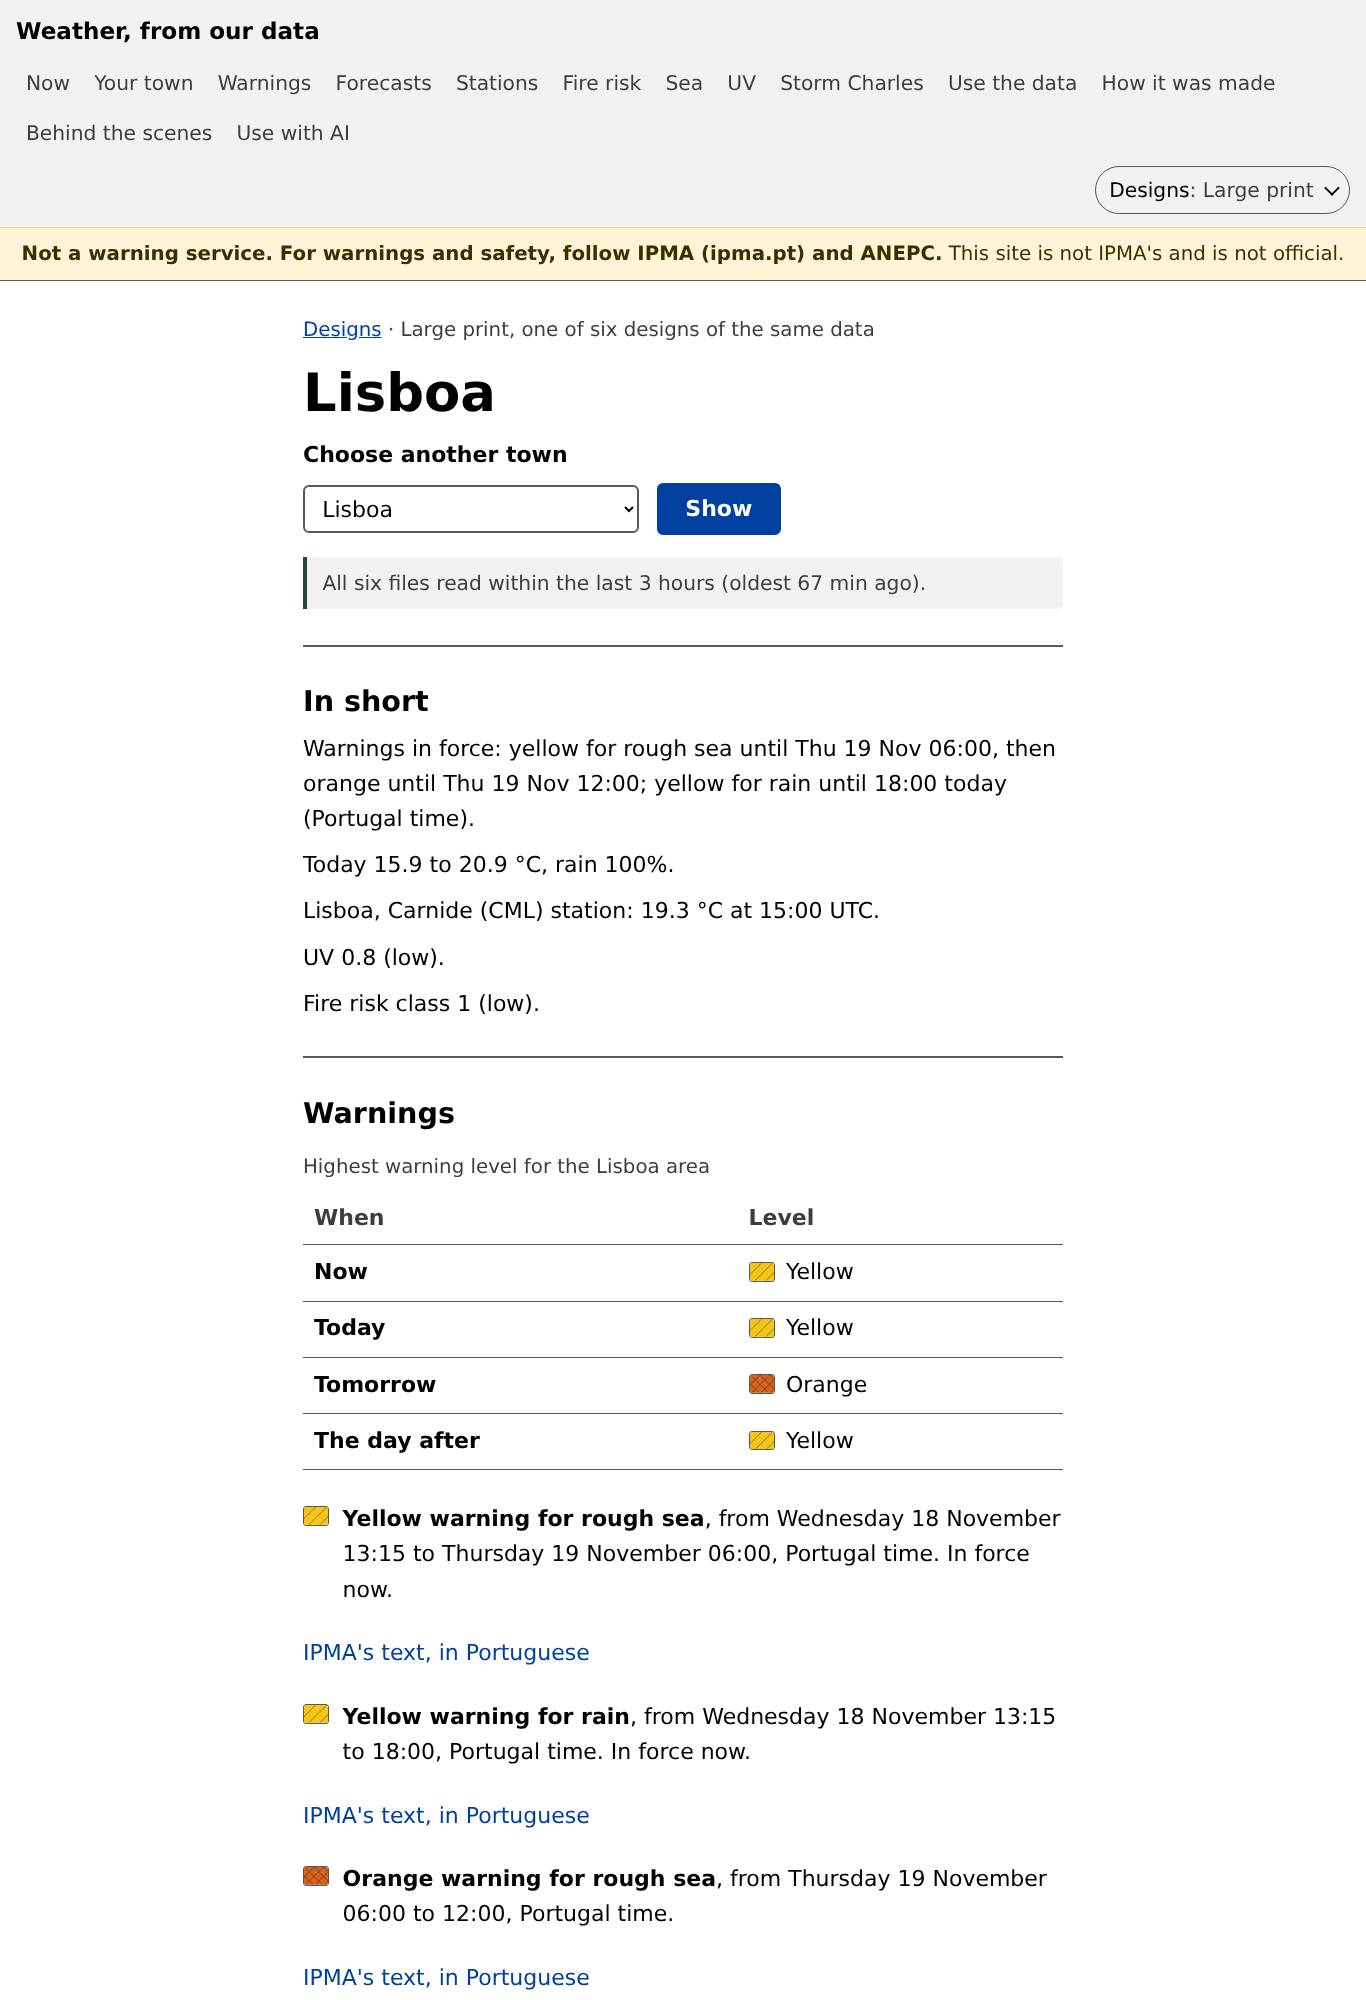 Weather, from our data
Now Your town Warnings Forecasts Stations Fire risk Sea UV Storm Charles Use the data How it was made
Behind the scenes Use with AI
Designs: Large print
Not a warning service. For warnings and safety, follow IPMA (ipma.pt) and ANEPC. This site is not IPMA's and is not official.
Designs · Large print, one of six designs of the same data
Lisboa
Choose another town
Lisboa Show
All six files read within the last 3 hours (oldest 67 min ago).
In short
Warnings in force: yellow for rough sea until Thu 19 Nov 06:00, then
orange until Thu 19 Nov 12:00; yellow for rain until 18:00 today
(Portugal time).
Today 15.9 to 20.9 °C, rain 100%.
Lisboa, Carnide (CML) station: 19.3 °C at 15:00 UTC.
UV 0.8 (low).
Fire risk class 1 (low).
Warnings
Highest warning level for the Lisboa area
When Level
Now Yellow
Today Yellow
Tomorrow Orange
The day after Yellow
Yellow warning for rough sea, from Wednesday 18 November
13:15 to Thursday 19 November 06:00, Portugal time. In force
now.
IPMA's text, in Portuguese
Yellow warning for rain, from Wednesday 18 November 13:15
to 18:00, Portugal time. In force now.
IPMA's text, in Portuguese
Orange warning for rough sea, from Thursday 19 November
06:00 to 12:00, Portugal time.
IPMA's text, in Portuguese